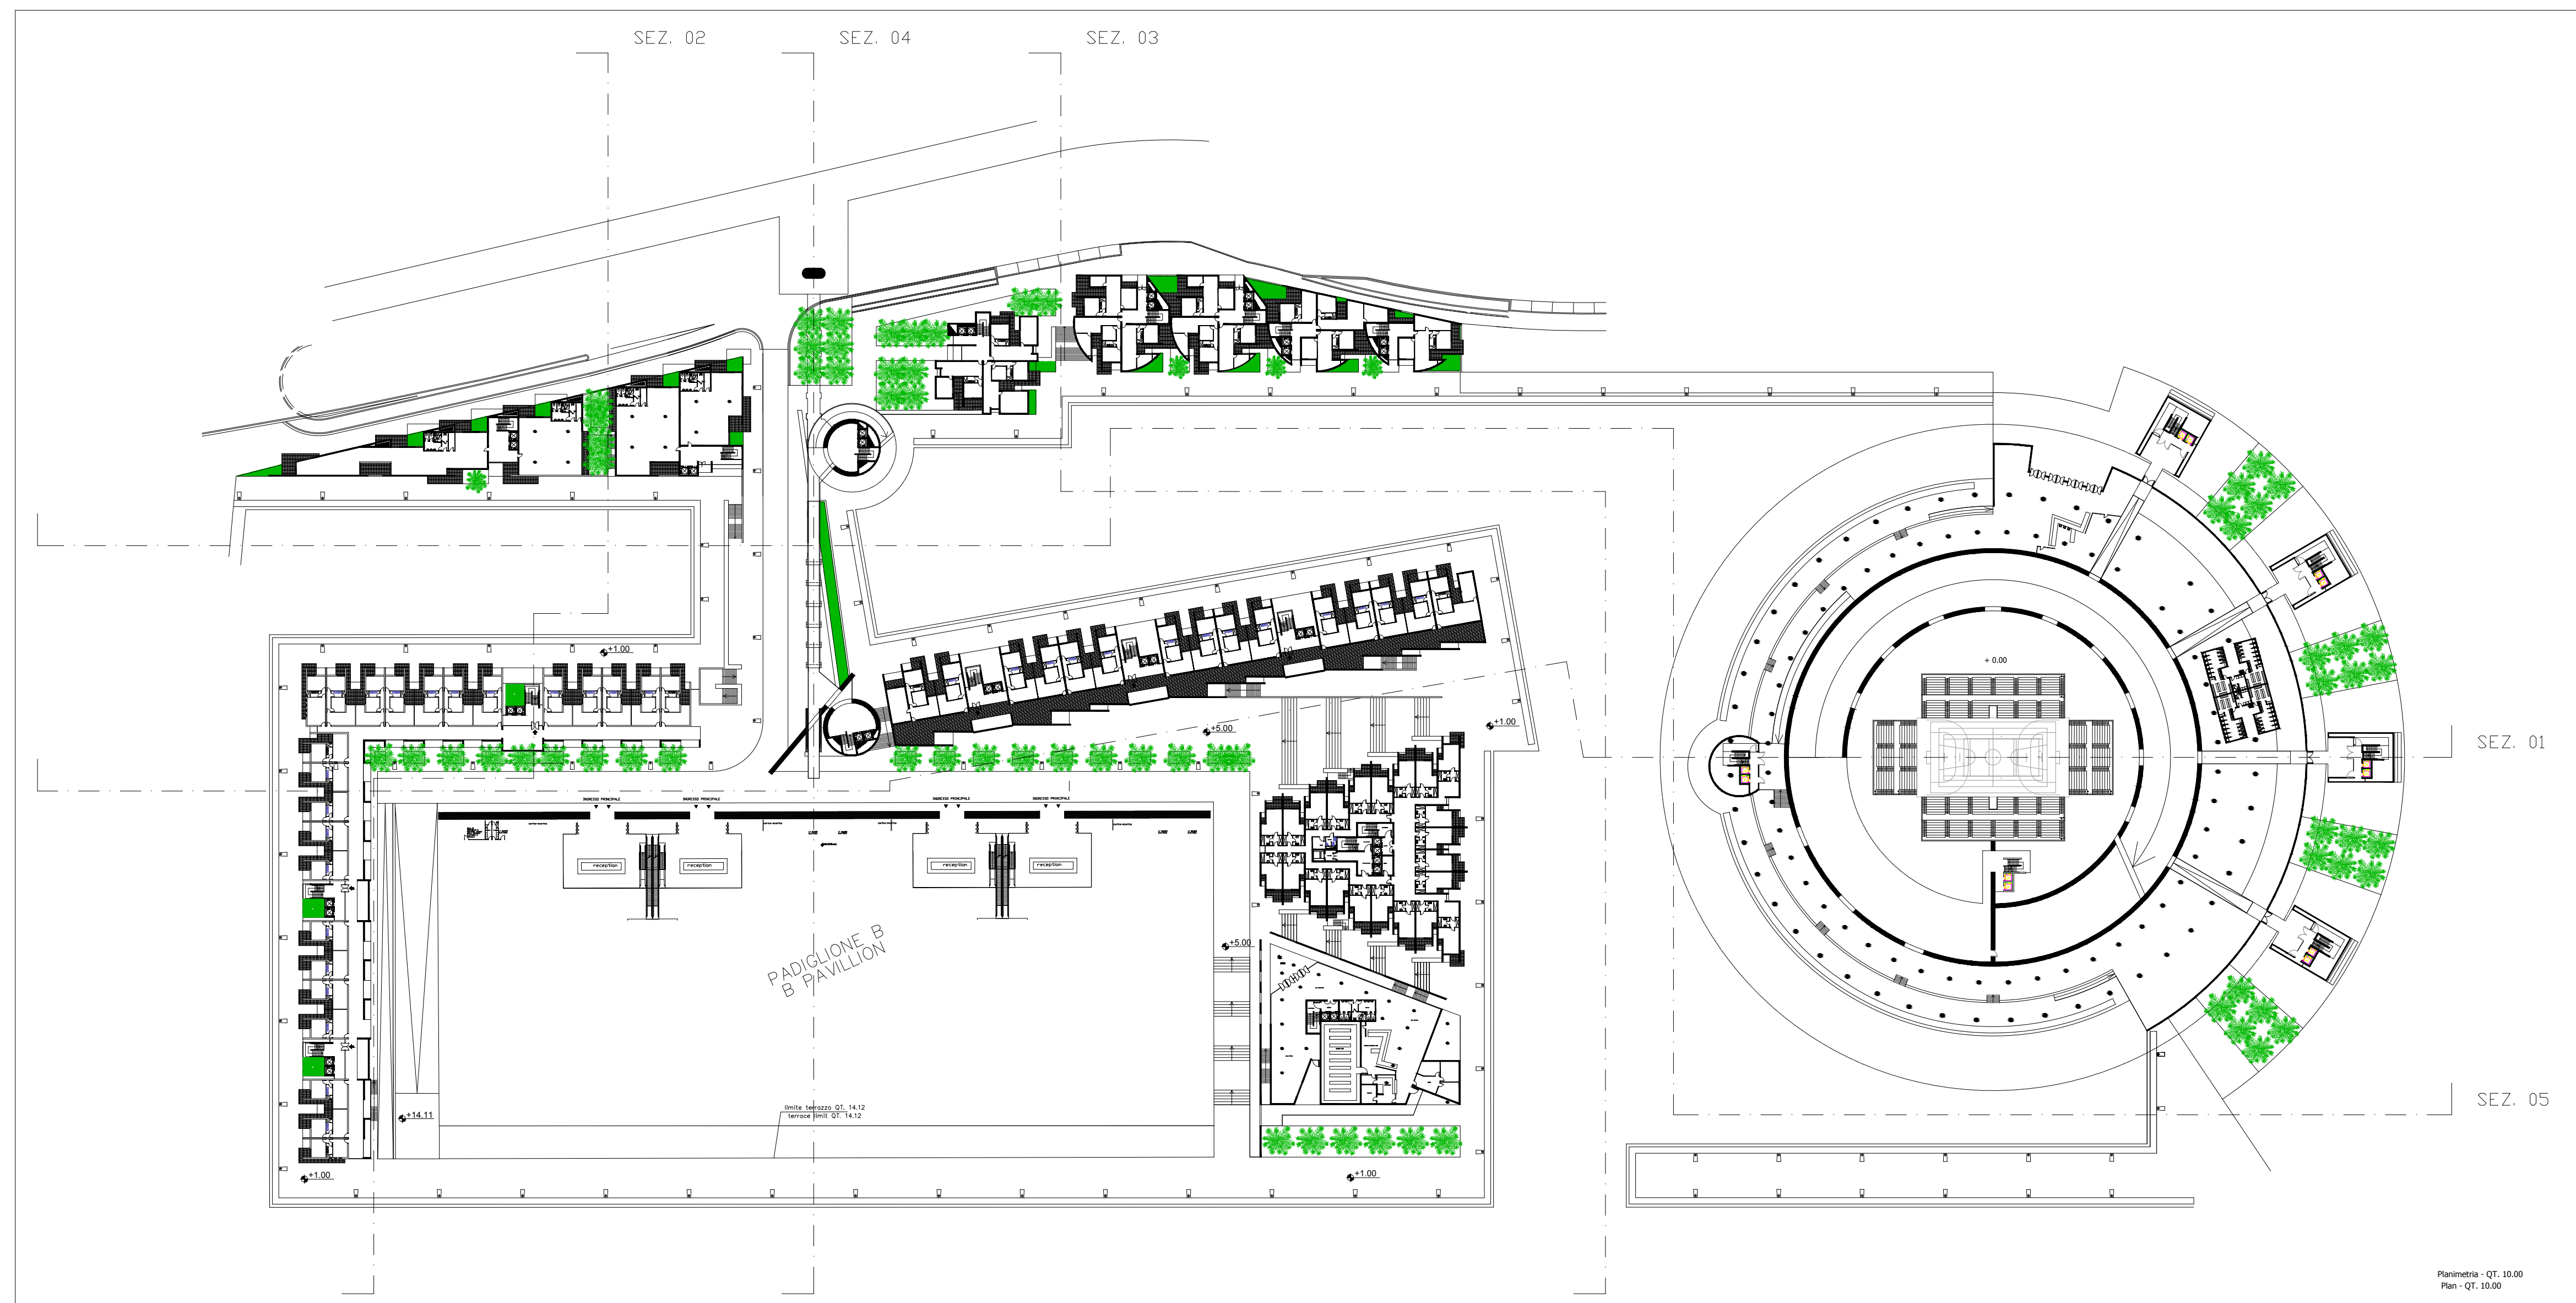 SEZ. 02
SEZ. 04
SEZ. 03
+1.00
+ 0.00
+5.00
+1.00
SEZ. 01
INGRESSO PRINCIPALE
INGRESSO PRINCIPALE
INGRESSO PRINCIPALE
INGRESSO PRINCIPALE
reception
reception
reception
reception
PADIGLIONE B
B PAVILLION
+5.00
SEZ. 05
limite terrazzo QT. 14.12
terrace limit QT. 14.12
+14.11
+1.00
+1.00
Planimetria - QT. 10.00
Plan - QT. 10.00